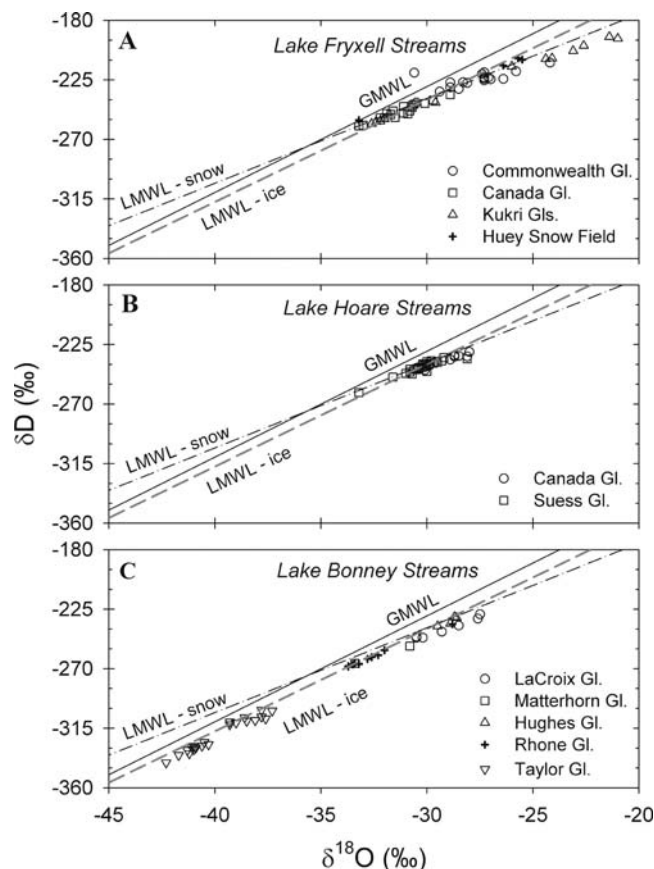 -180
A
Lake Fryxell Streams
-225
GMWL
-270
LMWL - snow
LMWL - ice
-315
-360
Commonwealth Gl.
Canada Gl.
Kukri Gls.
Huey Snow Field
-180
B
Lake Hoare Streams
-225
GMWL
-270
LMWL - snow
LMWL - ice
-315
-360
Canada Gl.
Suess Gl.
δD (‰)
-180
C
Lake Bonney Streams
-225
GMWL
-270
LMWL - snow
LMWL - ice
-315
-360
LaCroix Gl.
Matterhorn Gl.
Hughes Gl.
Rhone Gl.
Taylor Gl.
-45 -40 -35 -30 -25 -20
δ18O (‰)